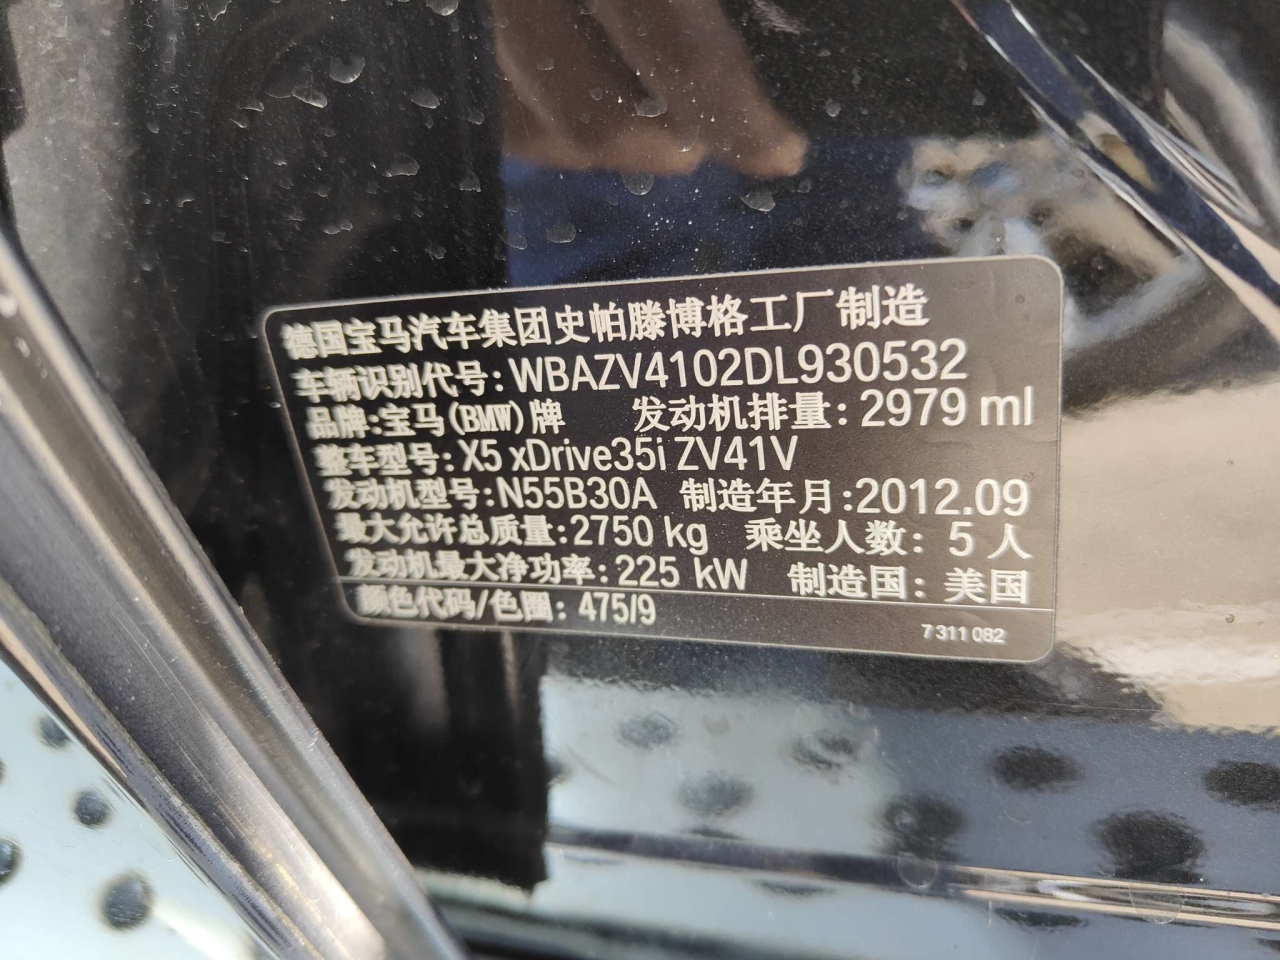 德国宝马汽车集团史帕滕博格工厂制造
车辆识别代号: WBAZV4102DL930532
品牌: 宝马(BMW)牌 发动机排量: 2979 ml
整车型号: X5 xDrive35i ZV41V
发动机型号: N55B30A 制造年月: 2012.09
最大允许总质量: 2750 kg 乘坐人数: 5 人
发动机最大净功率: 225 kW 制造国: 美国
颜色代码/色圈: 475/9
7 311 082